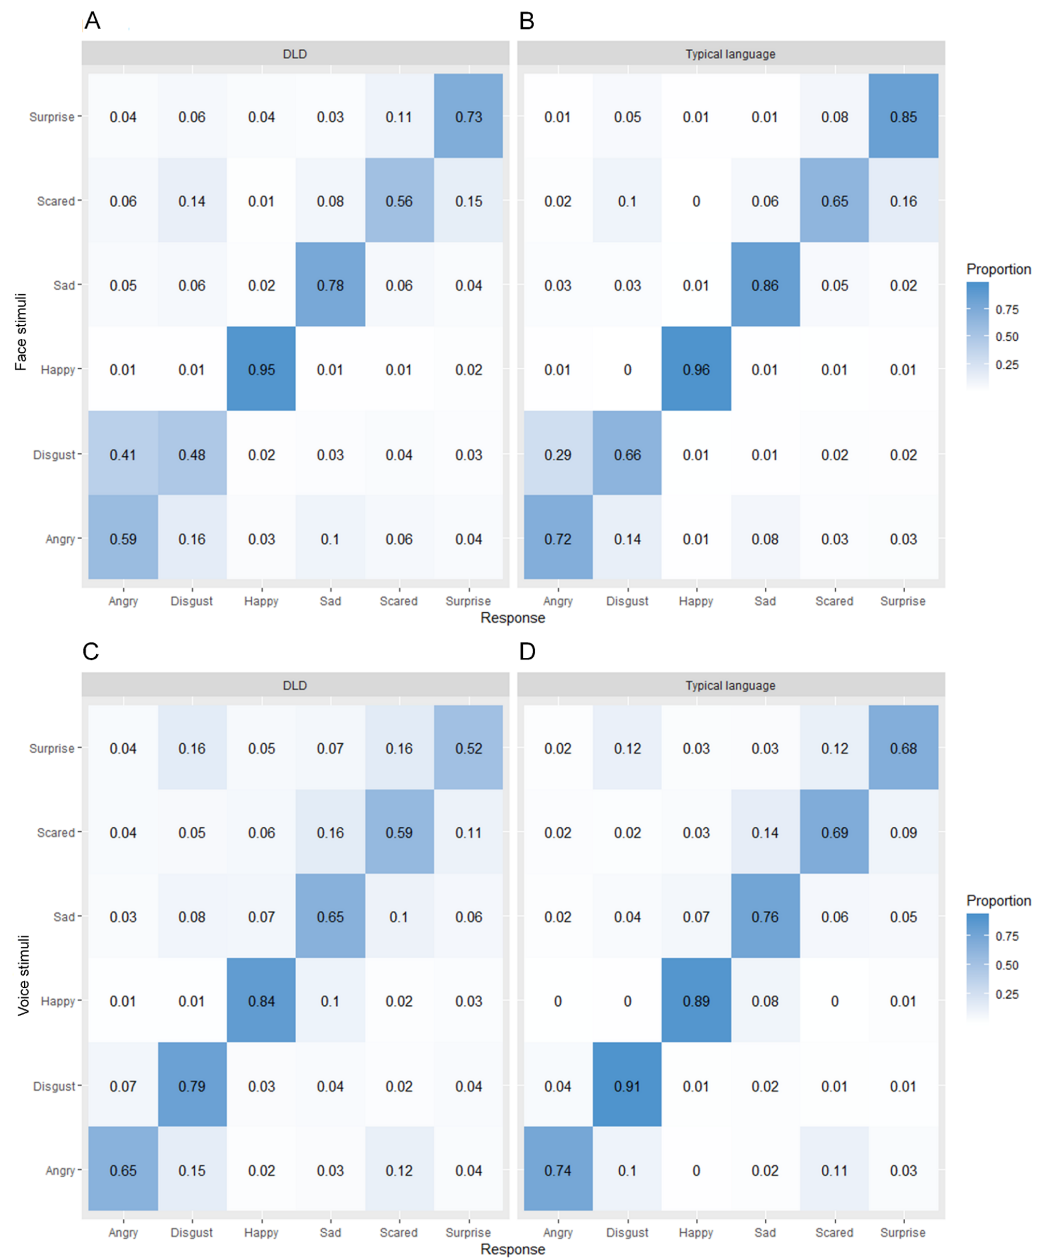 A B
DLD Typical language
Surprise 0.04 0.06 0.04 0.03 0.11 0.73 0.01 0.05 0.01 0.01 0.08 0.85
Scared 0.06 0.14 0.01 0.08 0.56 0.15 0.02 0.1 0 0.06 0.65 0.16
Sad 0.05 0.06 0.02 0.78 0.06 0.04 0.03 0.03 0.01 0.86 0.05 0.02
Happy 0.01 0.01 0.95 0.01 0.01 0.02 0.01 0 0.96 0.01 0.01 0.01
Disgust 0.41 0.48 0.02 0.03 0.04 0.03 0.29 0.66 0.01 0.01 0.02 0.02
Angry 0.59 0.16 0.03 0.1 0.06 0.04 0.72 0.14 0.01 0.08 0.03 0.03
Angry Disgust Happy Sad Scared Surprise Angry Disgust Happy Sad Scared Surprise
Response
Face stimuli
Proportion
0.75
0.50
0.25
C D
DLD Typical language
Surprise 0.04 0.16 0.05 0.07 0.16 0.52 0.02 0.12 0.03 0.03 0.12 0.68
Scared 0.04 0.05 0.06 0.16 0.59 0.11 0.02 0.02 0.03 0.14 0.69 0.09
Sad 0.03 0.08 0.07 0.65 0.1 0.06 0.02 0.04 0.07 0.76 0.06 0.05
Happy 0.01 0.01 0.84 0.1 0.02 0.03 0 0 0.89 0.08 0 0.01
Disgust 0.07 0.79 0.03 0.04 0.02 0.04 0.04 0.91 0.01 0.02 0.01 0.01
Angry 0.65 0.15 0.02 0.03 0.12 0.04 0.74 0.1 0 0.02 0.11 0.03
Angry Disgust Happy Sad Scared Surprise Angry Disgust Happy Sad Scared Surprise
Response
Voice stimuli
Proportion
0.75
0.50
0.25